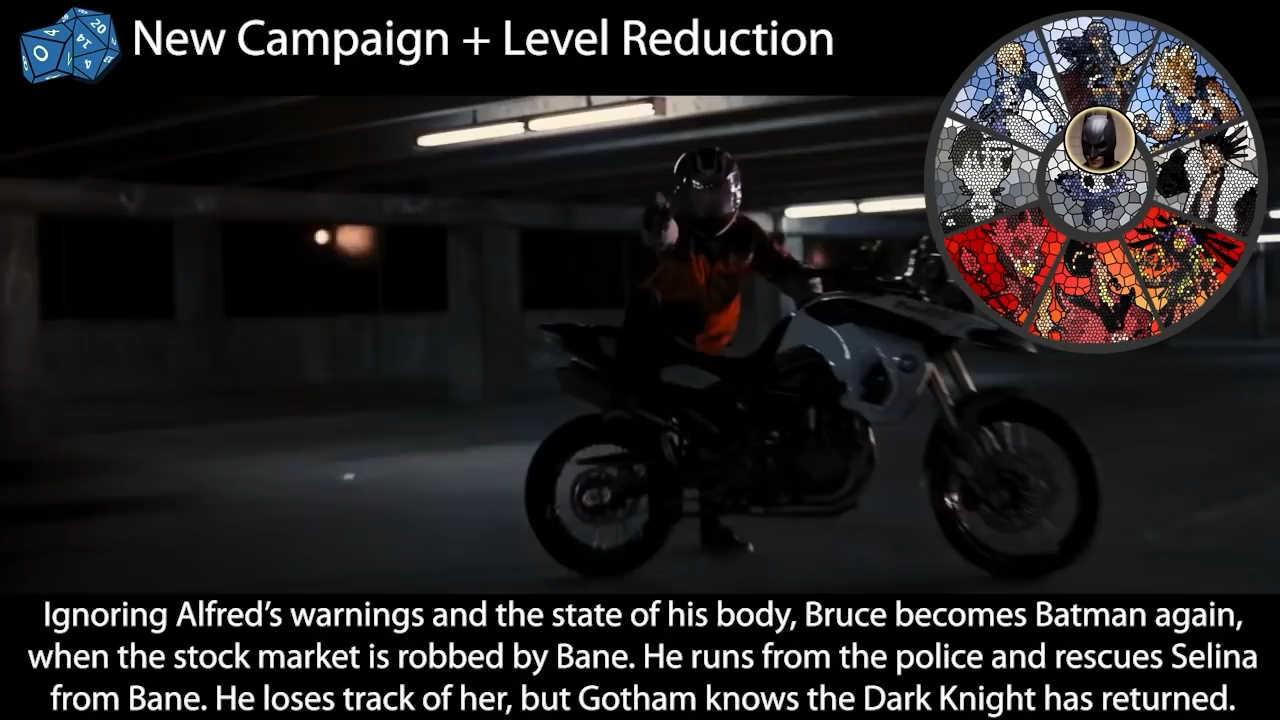 New Campaign + Level Reduction
Ignoring Alfred’s warnings and the state of his body, Bruce becomes Batman again,
when the stock market is robbed by Bane. He runs from the police and rescues Selina
from Bane. He loses track of her, but Gotham knows the Dark Knight has returned.